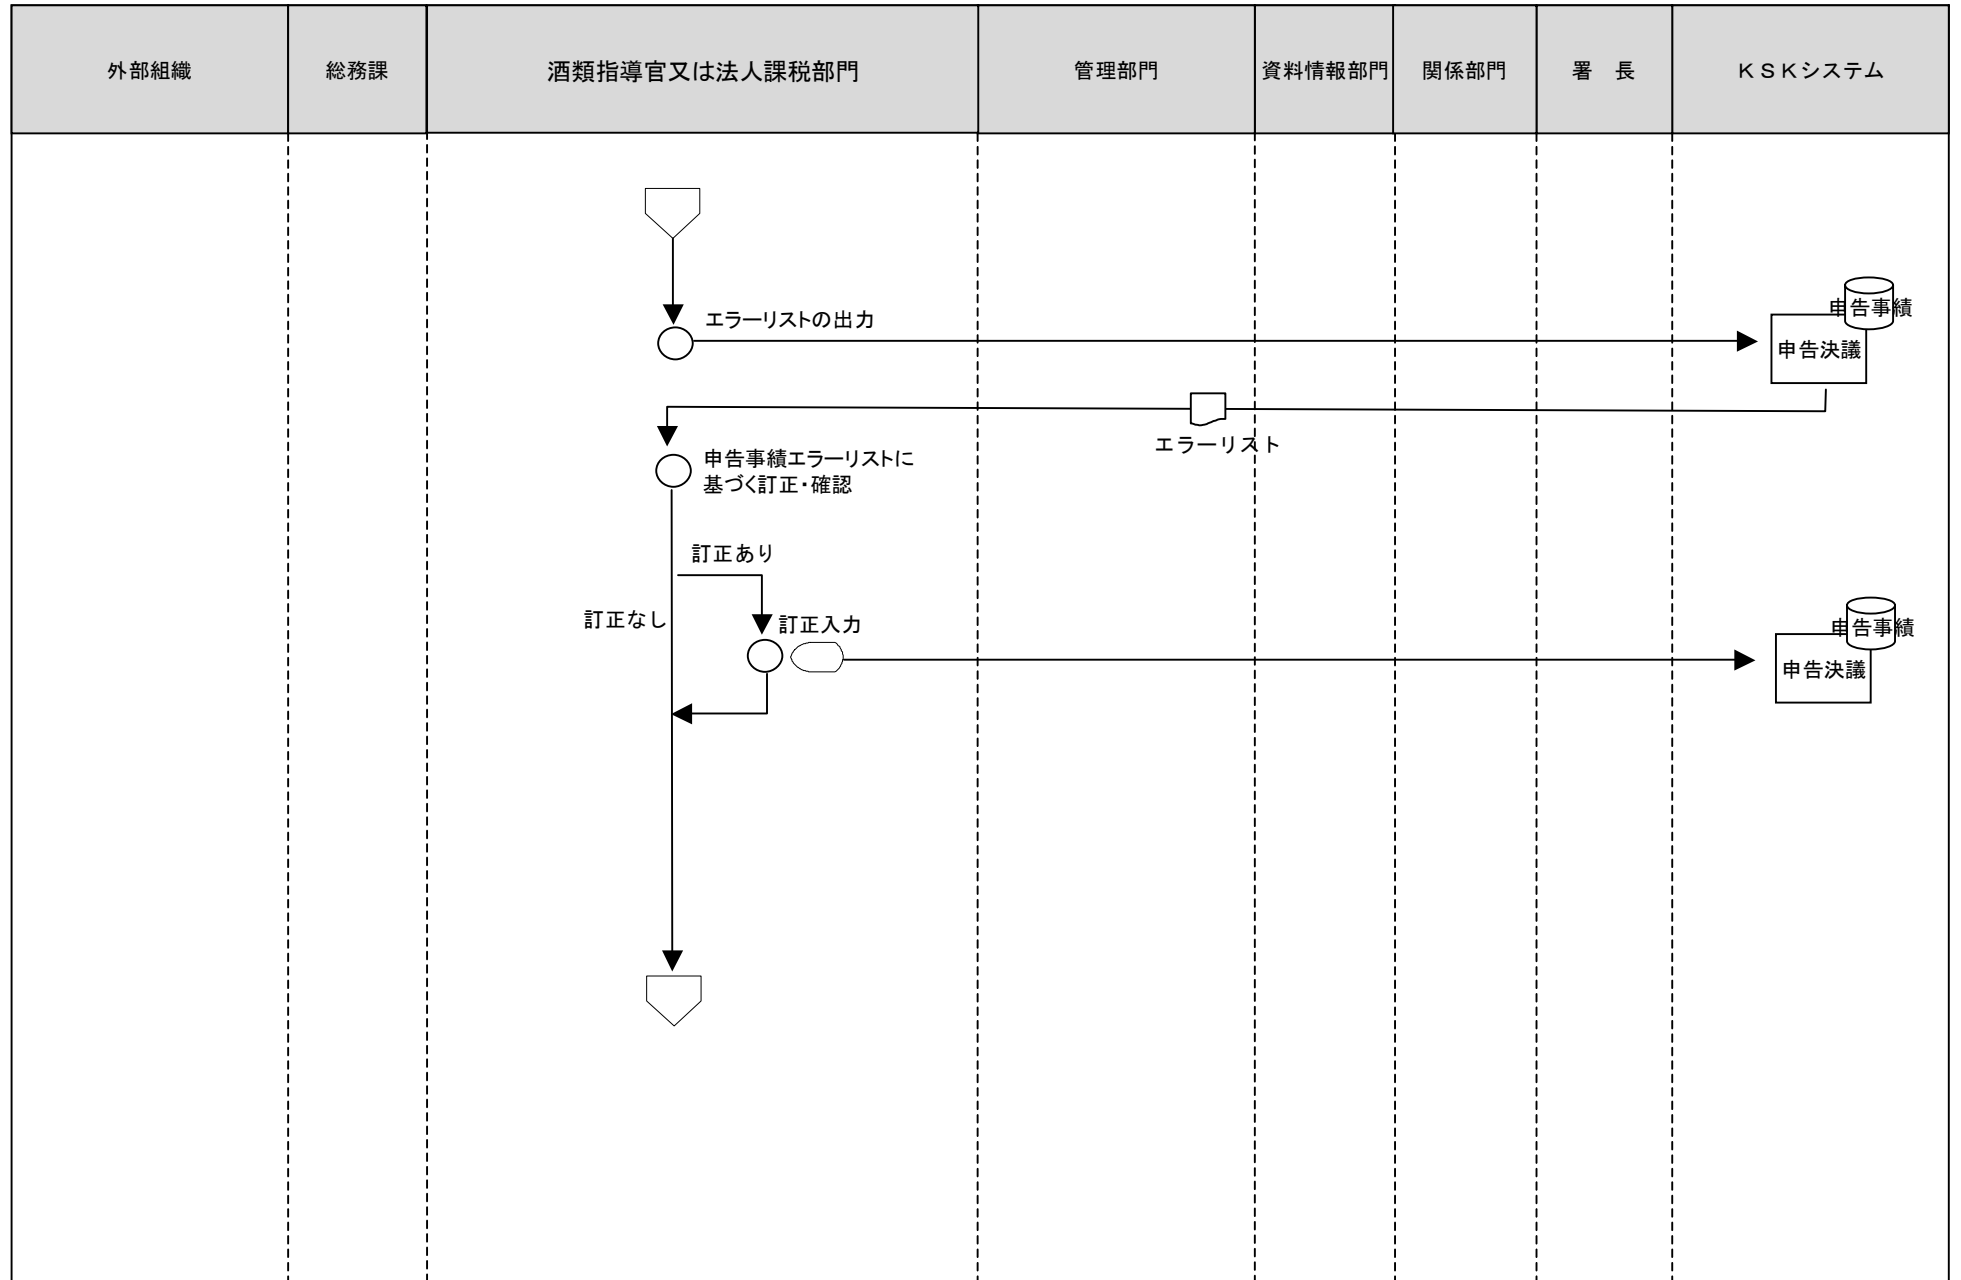 外部組織
総務課
酒類指導官又は法人課税部門
管理部門
資料情報部門
関係部門
署　長
ＫＳＫシステム
エラーリストの出力
申告事績
申告決議
エラーリスト
申告事績エラーリストに
基づく訂正・確認
訂正あり
訂正なし
訂正入力
申告事績
申告決議